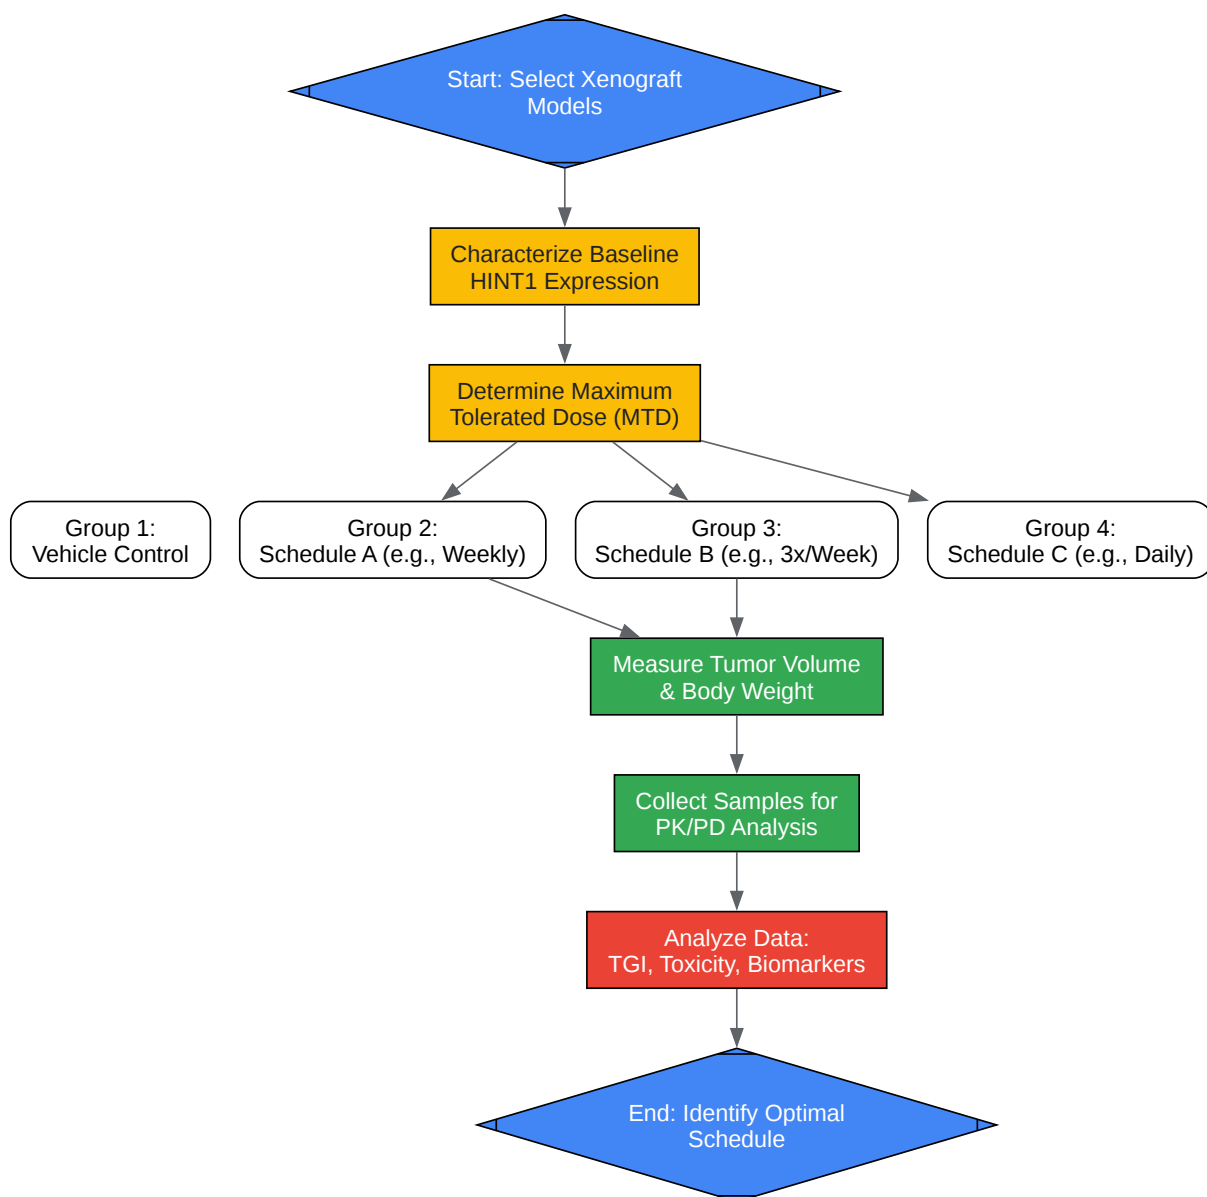 Start: Select Xenograft
Models
Characterize Baseline
HINT1 Expression
Determine Maximum
Tolerated Dose (MTD)
Group 1:
Vehicle Control
Group 2:
Schedule A (e.g., Weekly)
Group 3:
Schedule B (e.g., 3x/Week)
Group 4:
Schedule C (e.g., Daily)
Measure Tumor Volume
& Body Weight
Collect Samples for
PK/PD Analysis
Analyze Data:
TGI, Toxicity, Biomarkers
End: Identify Optimal
Schedule